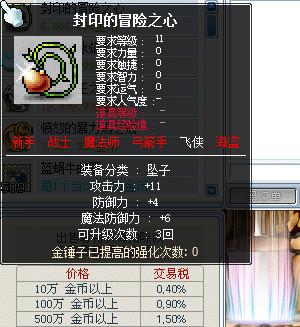 封印的冒险之心
封印的冒险之心
要求等级: 11
要求力量: 0
要求敏捷: 0
要求智力: 0
要求运气: 0
要求人气度: -
道具等级: -
道具经验值: -
新手 战士 魔法师 弓箭手 飞侠 海盗
装备分类 : 坠子
攻击力 : +11
防御力 : +4
魔法防御力 : +6
可升级次数 : 3回
金锤子已提高的强化次数: 0
价格 交易税
10万 金币以上 0,40%
100万 金币以上 0,90%
500万 金币以上 1,50%